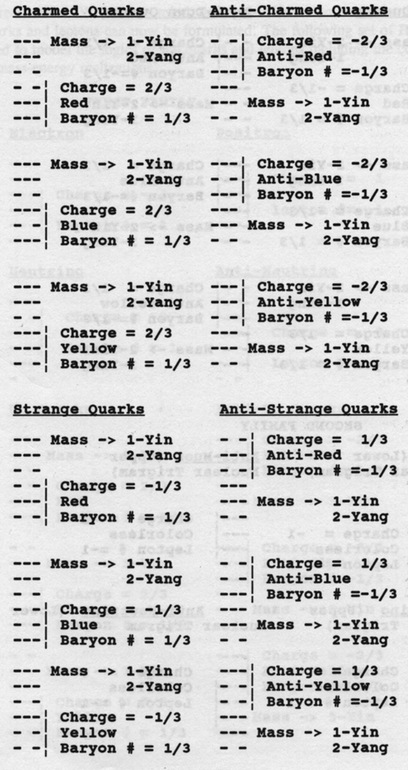 Charmed Quarks
Mass -> 1-Yin
2-Yang
Charge = 2/3
Red
Baryon # = 1/3
Mass -> 1-Yin
2-Yang
Charge = 2/3
Blue
Baryon # = 1/3
Mass -> 1-Yin
2-Yang
Charge = 2/3
Yellow
Baryon # = 1/3
Anti-Charmed Quarks
Charge = -2/3
Anti-Red
Baryon # =-1/3
Mass -> 1-Yin
2-Yang
Charge = -2/3
Anti-Blue
Baryon # =-1/3
Mass -> 1-Yin
2-Yang
Charge = -2/3
Anti-Yellow
Baryon # =-1/3
Mass -> 1-Yin
2-Yang
Strange Quarks
Mass -> 1-Yin
2-Yang
Charge = -1/3
Red
Baryon # = 1/3
Mass -> 1-Yin
2-Yang
Charge = -1/3
Blue
Baryon # = 1/3
Mass -> 1-Yin
2-Yang
Charge = -1/3
Yellow
Baryon # = 1/3
Anti-Strange Quarks
Charge = 1/3
Anti-Red
Baryon # =-1/3
Mass -> 1-Yin
2-Yang
Charge = 1/3
Anti-Blue
Baryon # =-1/3
Mass -> 1-Yin
2-Yang
Charge = 1/3
Anti-Yellow
Baryon # =-1/3
Mass -> 1-Yin
2-Yang